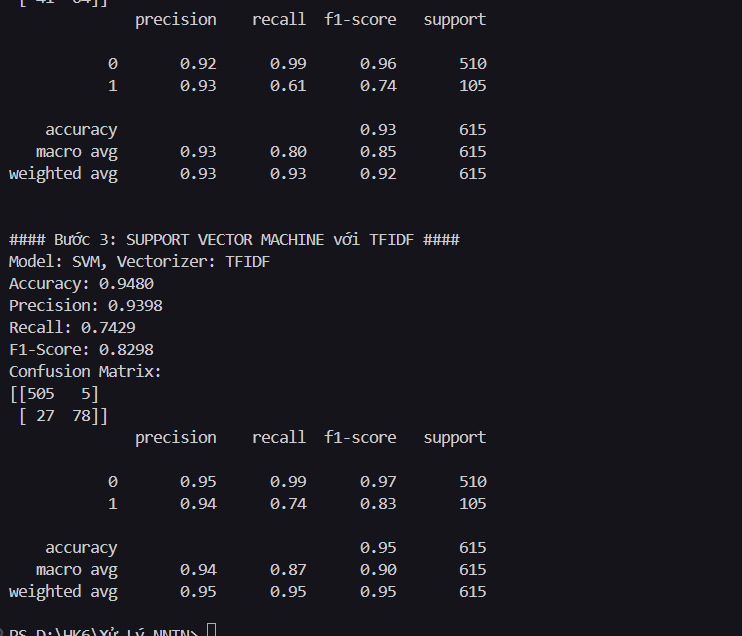 [ 41  64]]
              precision    recall  f1-score   support

           0       0.92      0.99      0.96       510
           1       0.93      0.61      0.74       105

    accuracy                           0.93       615
   macro avg       0.93      0.80      0.85       615
weighted avg       0.93      0.93      0.92       615

#### Bước 3: SUPPORT VECTOR MACHINE với TFIDF ####
Model: SVM, Vectorizer: TFIDF
Accuracy: 0.9480
Precision: 0.9398
Recall: 0.7429
F1-Score: 0.8298
Confusion Matrix:
[[505   5]
 [ 27  78]]
              precision    recall  f1-score   support

           0       0.95      0.99      0.97       510
           1       0.94      0.74      0.83       105

    accuracy                           0.95       615
   macro avg       0.94      0.87      0.90       615
weighted avg       0.95      0.95      0.95       615

PS D:\HK6\Xử Lý NNTN>